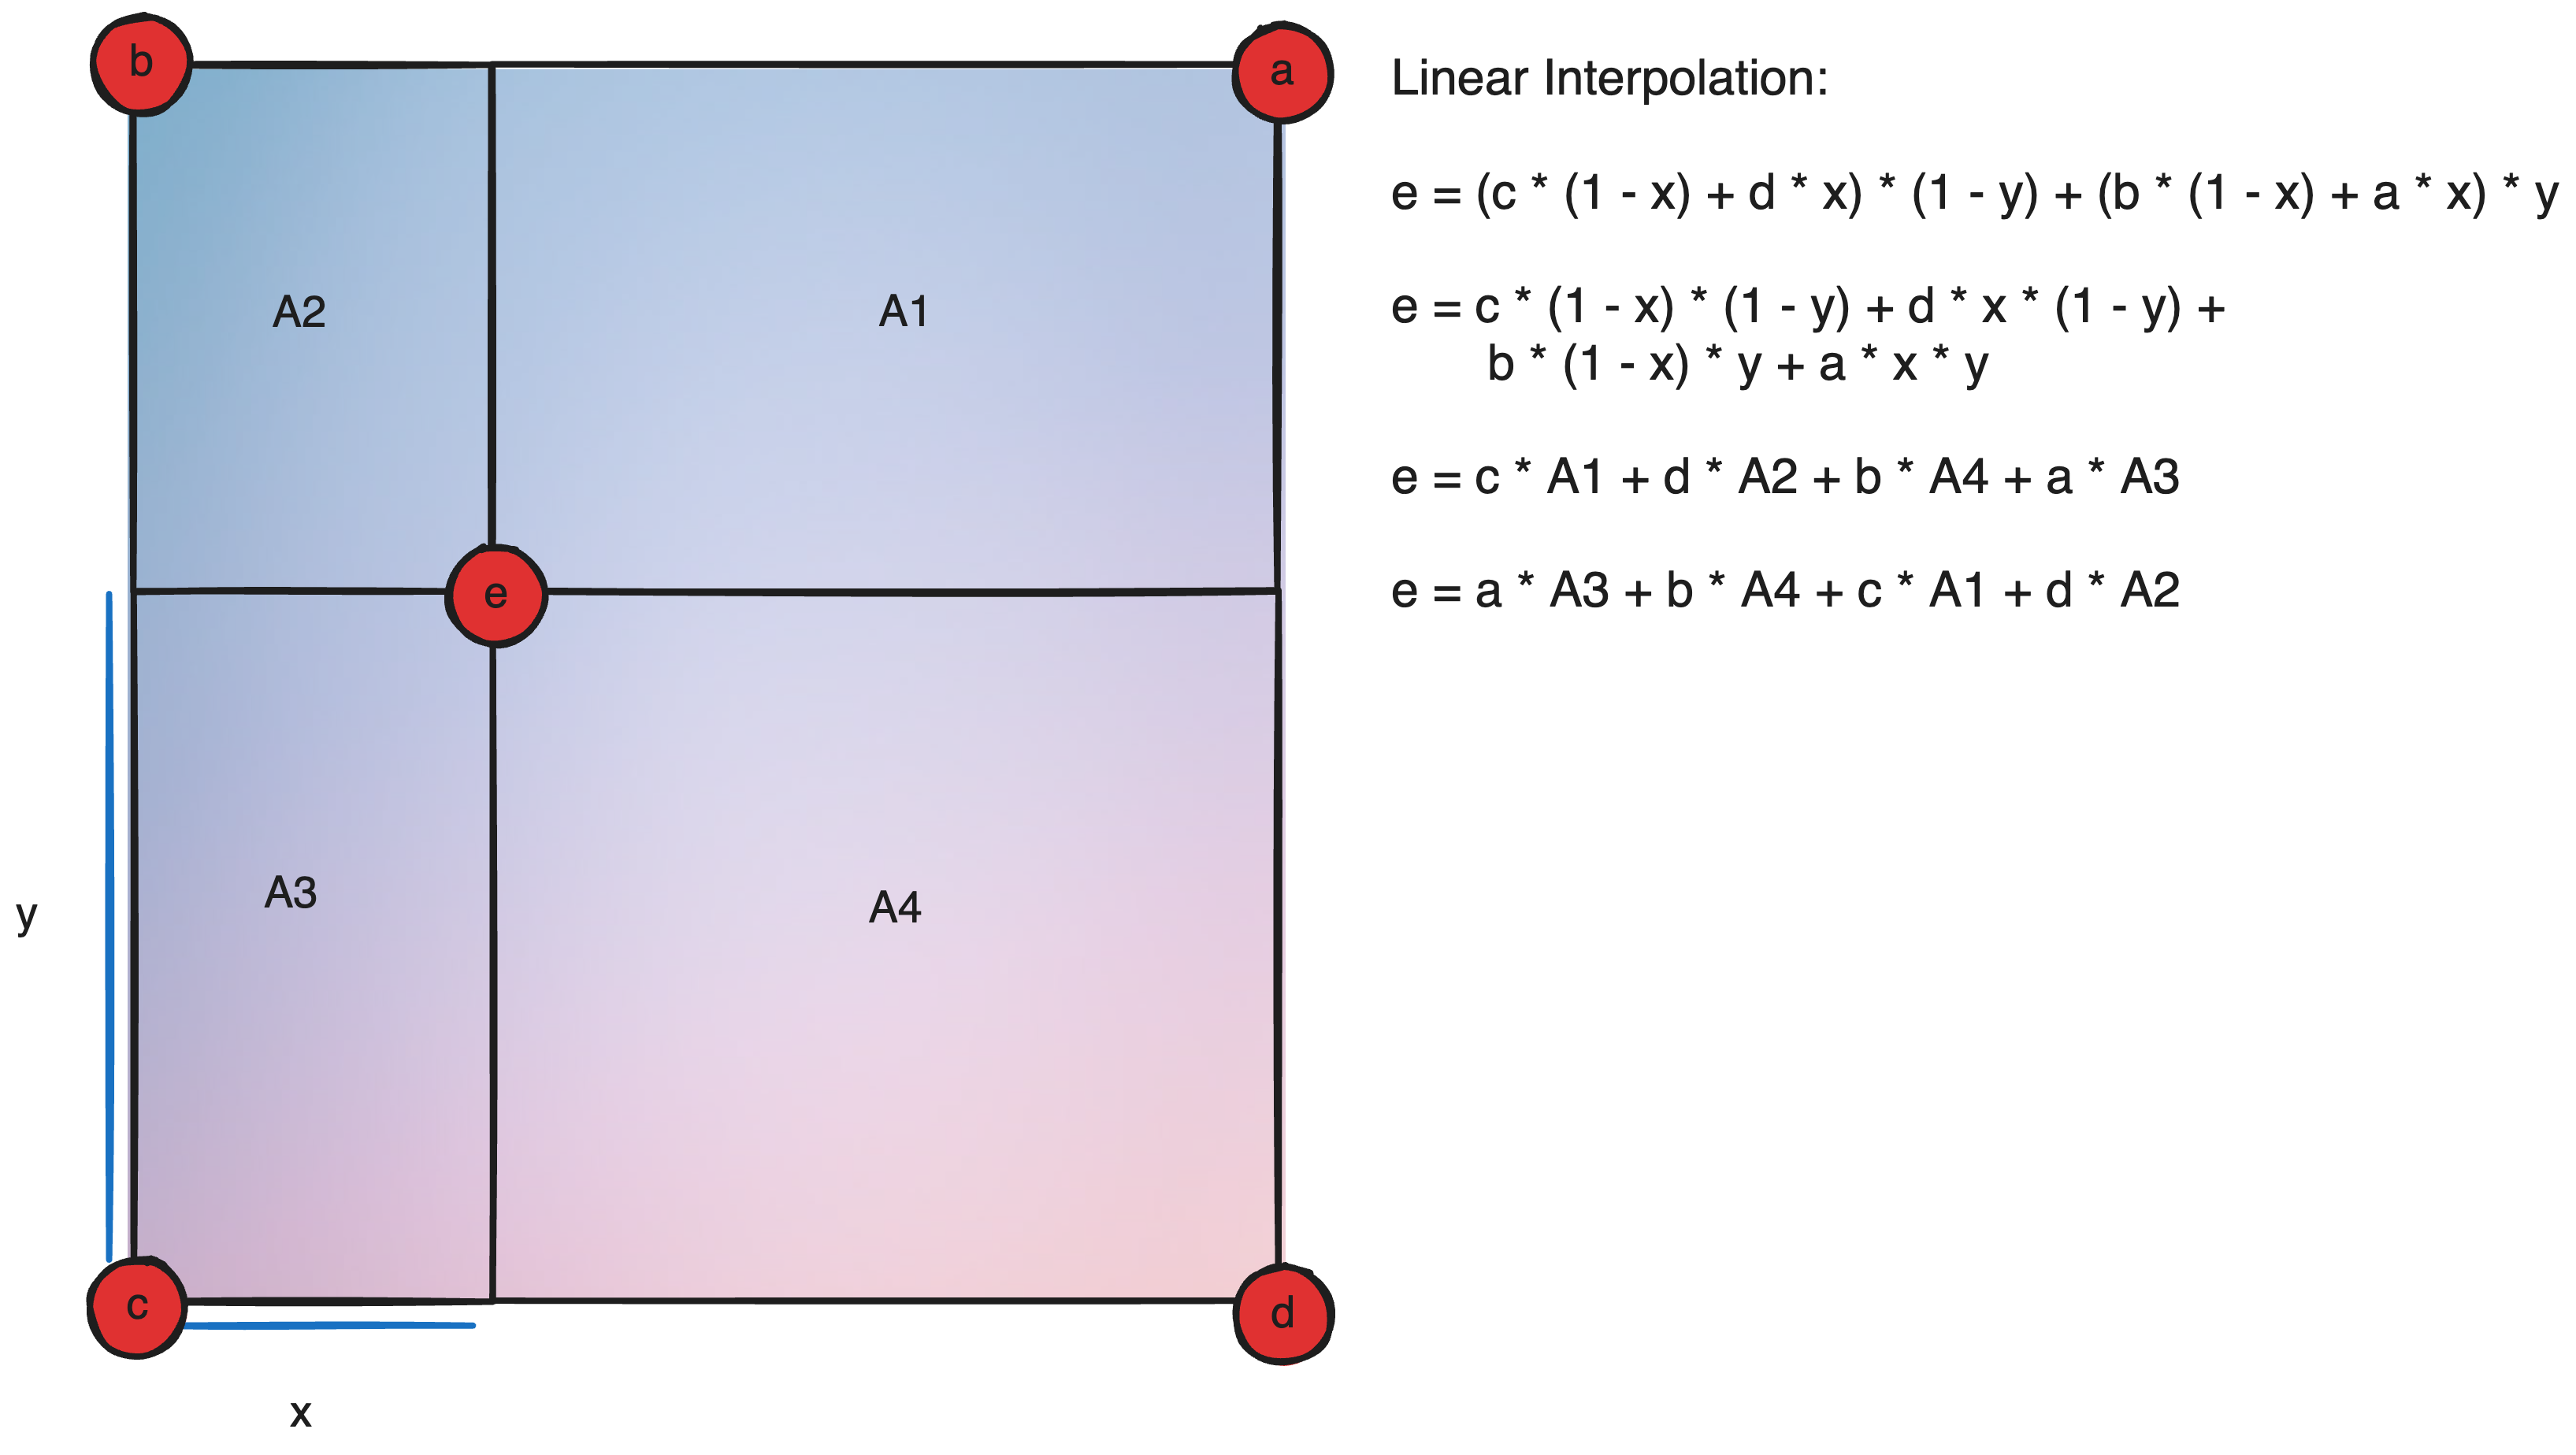 b
a
Linear Interpolation:
e = (c * (1 - x) + d * x) * (1 - y) + (b * (1 - x) + a * x) * y
e = c * (1 - x) * (1 - y) + d * x * (1 - y) +
b * (1 - x) * y + a * x * y
A2
A1
e = c * A1 + d * A2 + b * A4 + a * A3
e
e = a * A3 + b * A4 + c * A1 + d * A2
A3
A4
y
c
d
x